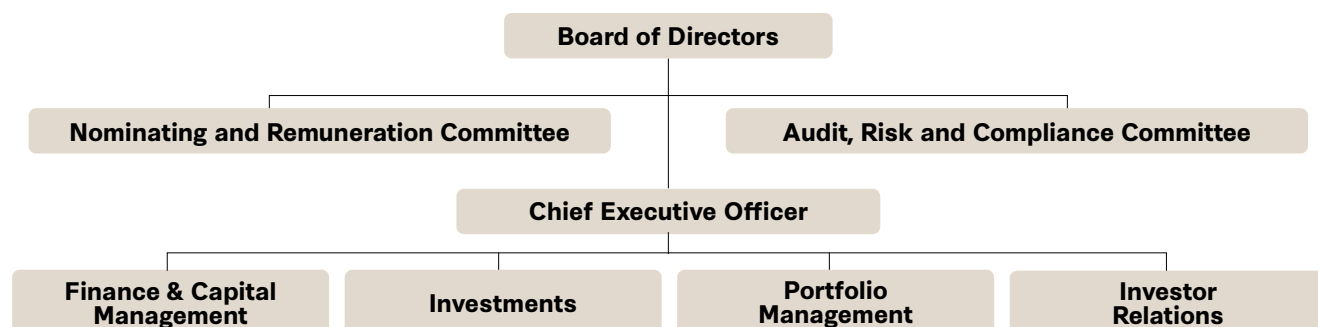 Board of Directors
Nominating and Remuneration Committee
Audit, Risk and Compliance Committee
Chief Executive Officer
Finance & Capital
Management
Investments
Portfolio
Management
Investor
Relations